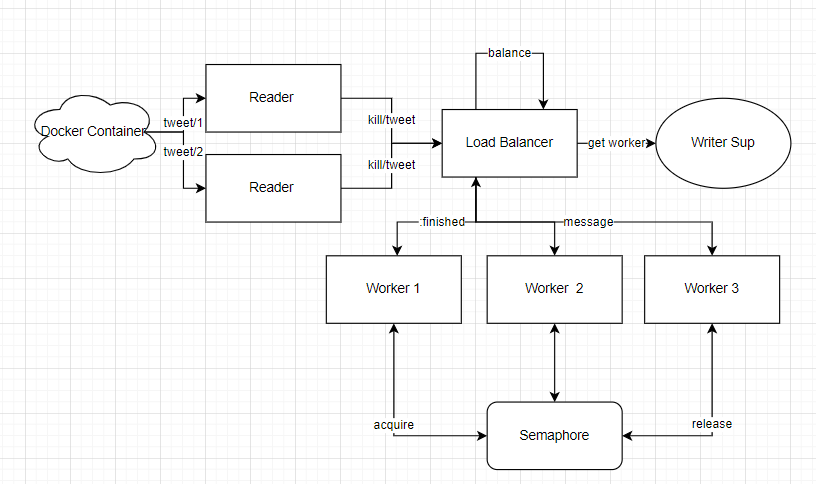 balance
Reader
tweet/1
kill/tweet
Docker Container
Load Balancer
get worker
Writer Sup
tweet/2
kill/tweet
Reader
:finished
message
Worker 1
Worker  2
Worker 3
acquire
release
Semaphore